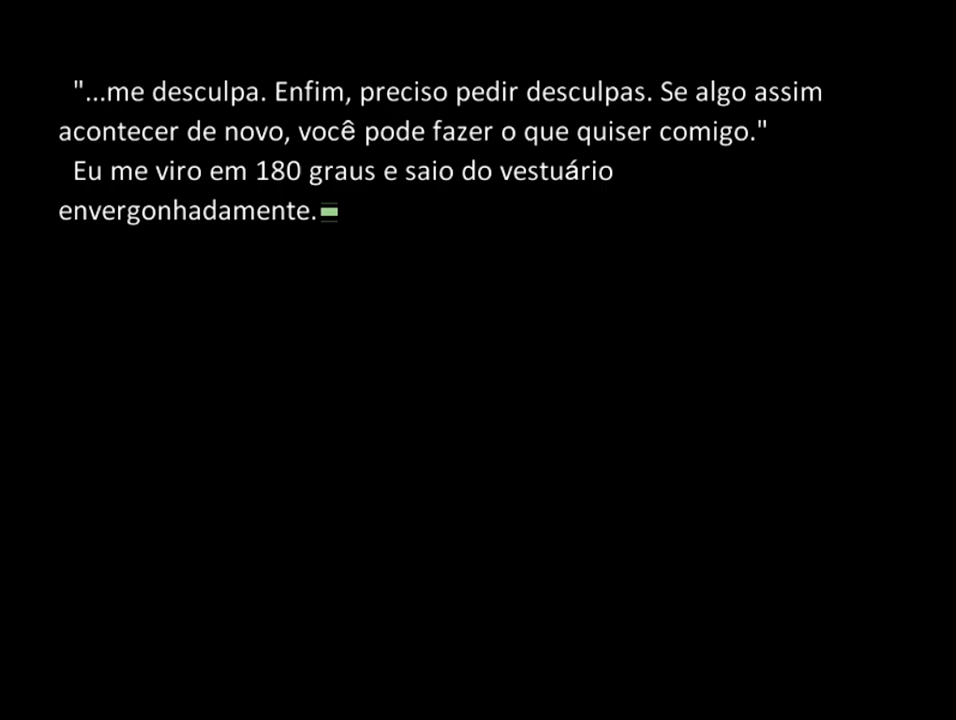 "...me desculpa. Enfim, preciso pedir desculpas. Se algo assim
acontecer de novo, você pode fazer o que quiser comigo."
Eu me viro em 180 graus e saio do vestuário
envergonhadamente.